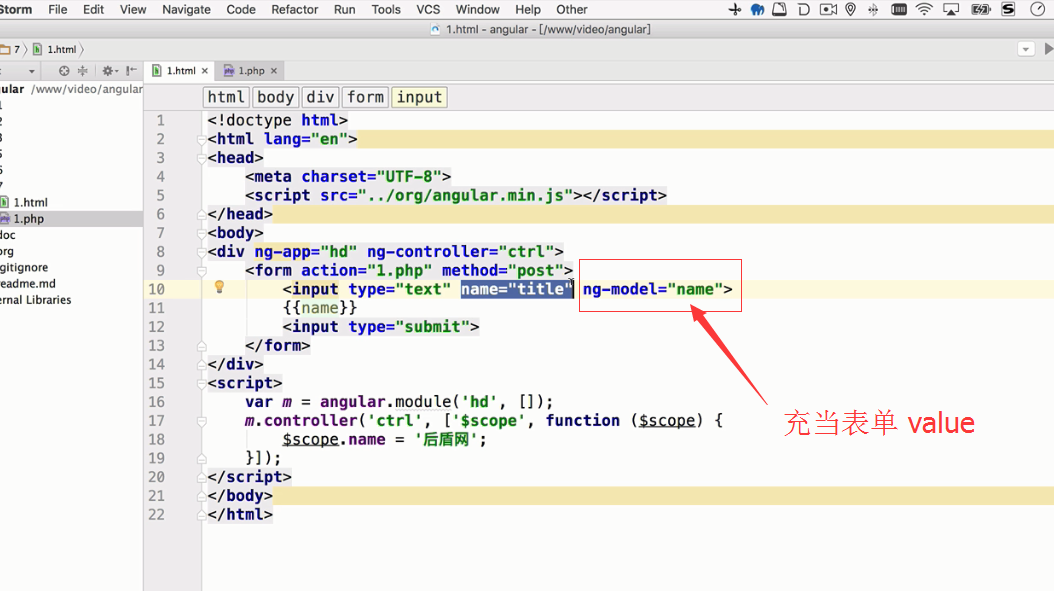 Storm File Edit View Navigate Code Refactor Run Tools VCS Window Help Other
1.html - angular - [/www/video/angular]
7 1.html
1.html 1.php
ular /www/video/angular
html body div form input
1.html
1.php
doc
org
gitignore
readme.md
ernal Libraries
1 <!doctype html>
2 <html lang="en">
3 <head>
4 <meta charset="UTF-8">
5 <script src="../org/angular.min.js"></script>
6 </head>
7 <body>
8 <div ng-app="hd" ng-controller="ctrl">
9 <form action="1.php" method="post">
10 <input type="text" name="title" ng-model="name">
11 {{name}}
12 <input type="submit">
13 </form>
14 </div>
15 <script>
16 var m = angular.module('hd', []);
17 m.controller('ctrl', ['$scope', function ($scope) {
18 $scope.name = '后盾网';
19 }]);
20 </script>
21 </body>
22 </html>
充当表单 value